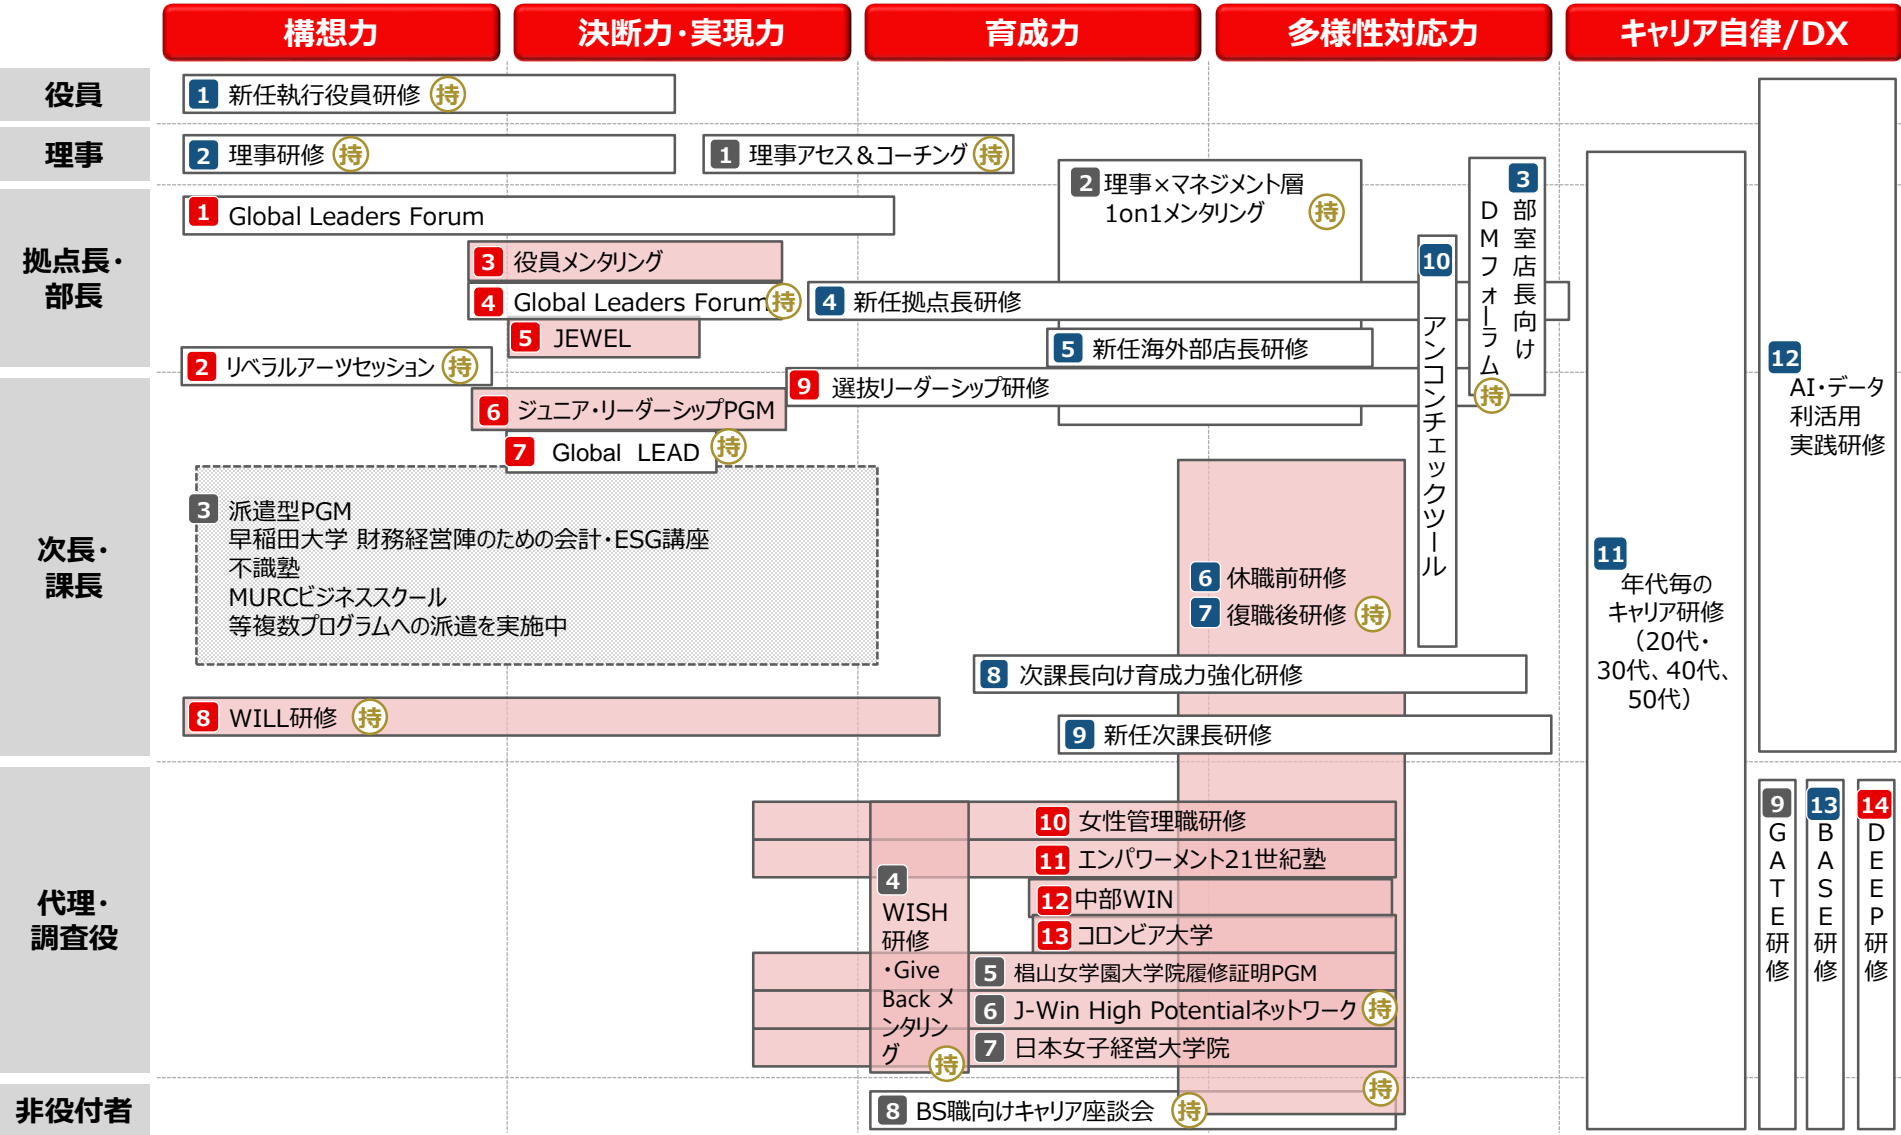 構想力
決断力・実現力
育成力
多様性対応力
キャリア自律/DX
役員
1 新任執行役員研修 持
理事
2 理事研修 持
1 理事アセス＆コーチング 持
2 理事×マネジメント層
1on1メンタリング 持
3 部室店長向け
DMフォーラム 持
拠点長・
部長
1 Global Leaders Forum
3 役員メンタリング
4 Global Leaders Forum 持
4 新任拠点長研修
5 JEWEL
5 新任海外部店長研修
10 アンコンチェックツール
2 リベラルアーツセッション 持
9 選抜リーダーシップ研修
6 ジュニア・リーダーシップPGM
7 Global LEAD 持
12
AI・データ
利活用
実践研修
次長・
課長
3 派遣型PGM
早稲田大学 財務経営陣のための会計・ESG講座
不識塾
MURCビジネススクール
等複数プログラムへの派遣を実施中
6 休職前研修
7 復職後研修 持
11
年代毎の
キャリア研修
（20代・
30代、40代、
50代）
8 次課長向け育成力強化研修
8 WILL研修 持
9 新任次課長研修
代理・
調査役
10 女性管理職研修
11 エンパワーメント21世紀塾
12 中部WIN
13 コロンビア大学
4
WISH
研修
・Give
Back メ
ンタリン
グ 持
5 椙山女学園大学院履修証明PGM
6 J-Win High Potentialネットワーク 持
7 日本女子経営大学院
持
9 GATE研修
13 BASE研修
14 DEEP研修
非役付者
8 BS職向けキャリア座談会 持